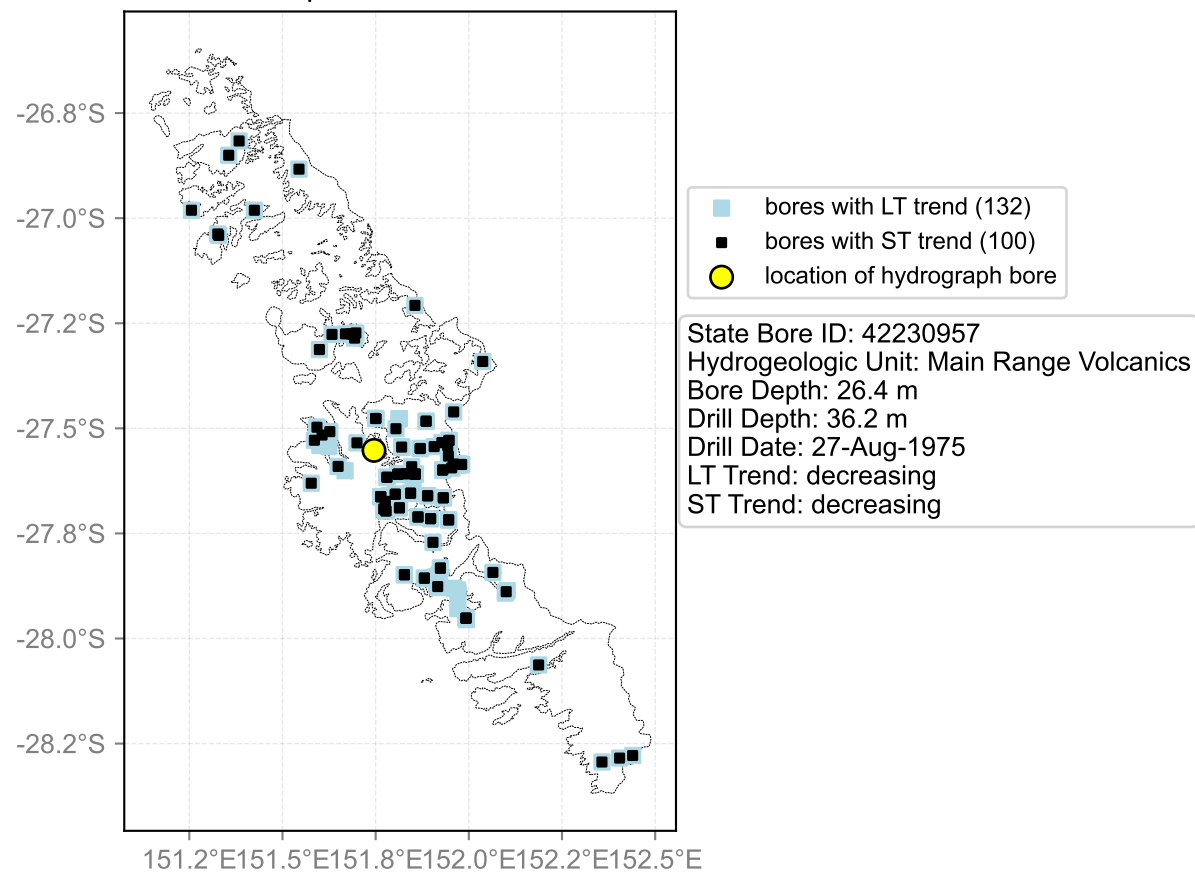 -26.8°S
-27.0°S
-27.2°S
-27.5°S
-27.8°S
-28.0°S
-28.2°S
151.2°E151.5°E151.8°E152.0°E152.2°E152.5°E
bores with LT trend (132)
bores with ST trend (100)
location of hydrograph bore
State Bore ID: 42230957
Hydrogeologic Unit: Main Range Volcanics
Bore Depth: 26.4 m
Drill Depth: 36.2 m
Drill Date: 27-Aug-1975
LT Trend: decreasing
ST Trend: decreasing